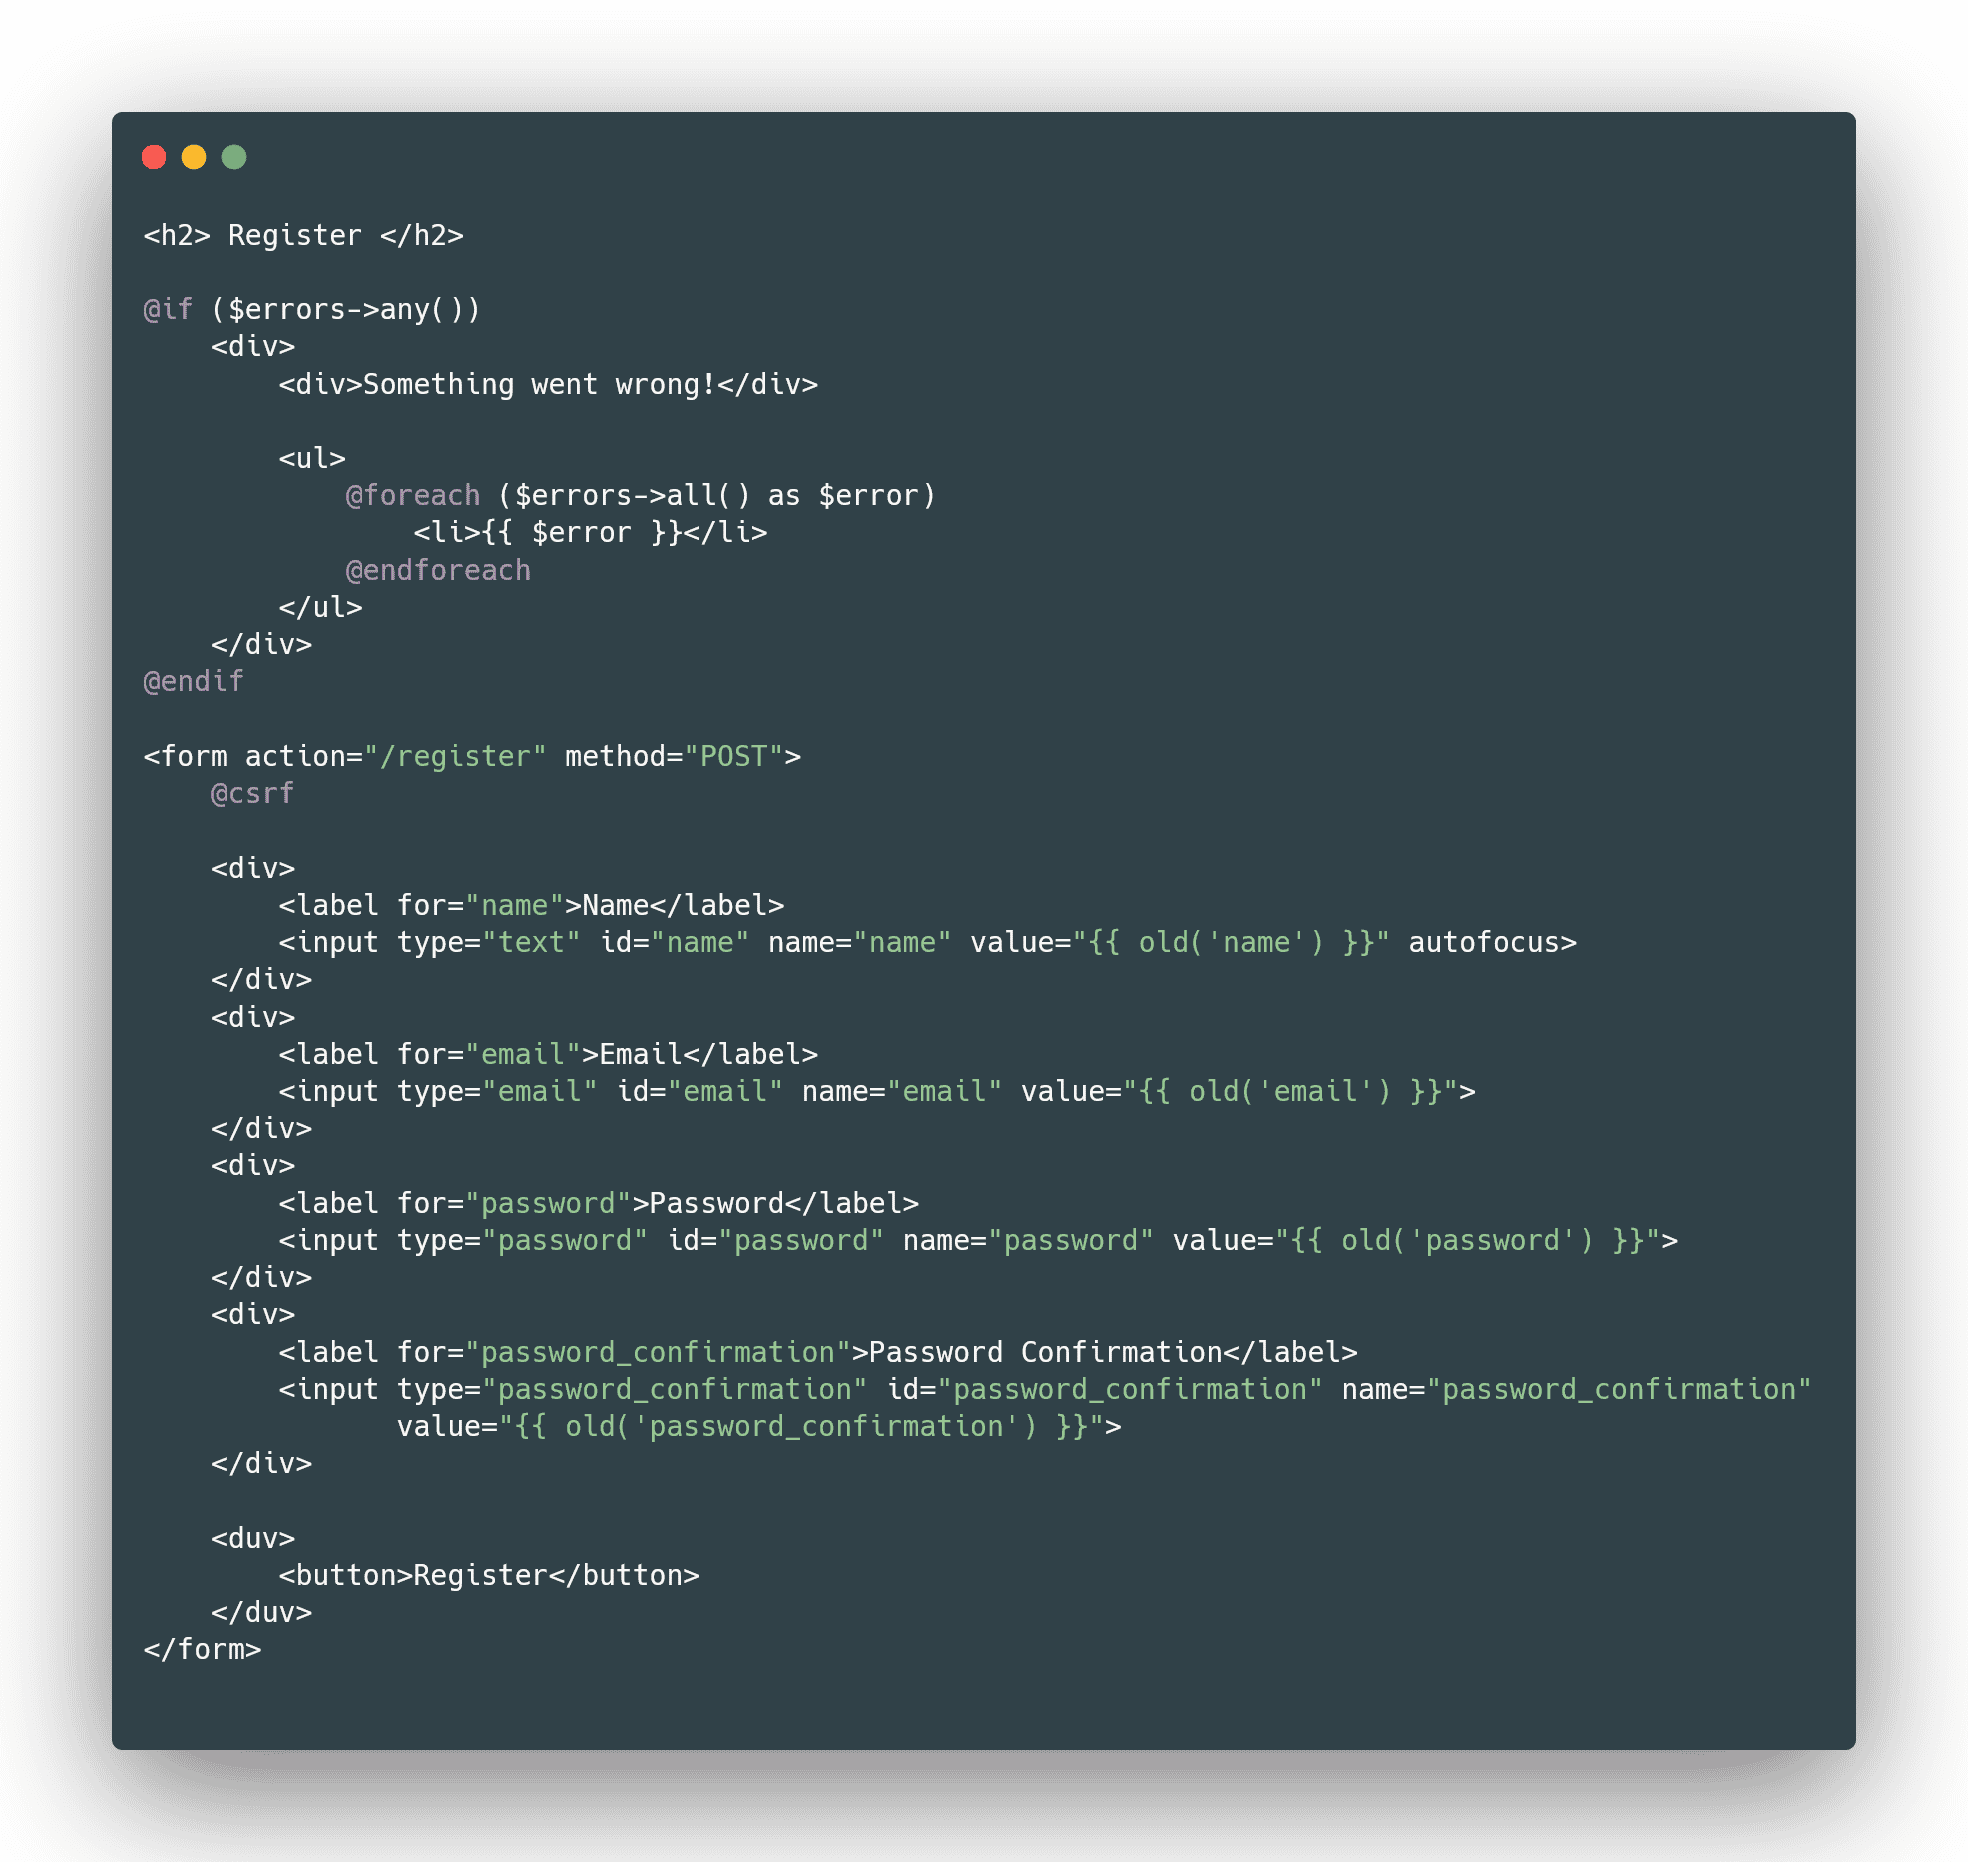 <h2> Register </h2>

@if ($errors->any())
    <div>
        <div>Something went wrong!</div>

        <ul>
            @foreach ($errors->all() as $error)
                <li>{{ $error }}</li>
            @endforeach
        </ul>
    </div>
@endif

<form action="/register" method="POST">
    @csrf

    <div>
        <label for="name">Name</label>
        <input type="text" id="name" name="name" value="{{ old('name') }}" autofocus>
    </div>
    <div>
        <label for="email">Email</label>
        <input type="email" id="email" name="email" value="{{ old('email') }}">
    </div>
    <div>
        <label for="password">Password</label>
        <input type="password" id="password" name="password" value="{{ old('password') }}">
    </div>
    <div>
        <label for="password_confirmation">Password Confirmation</label>
        <input type="password_confirmation" id="password_confirmation" name="password_confirmation"
               value="{{ old('password_confirmation') }}">
    </div>

    <duv>
        <button>Register</button>
    </duv>
</form>